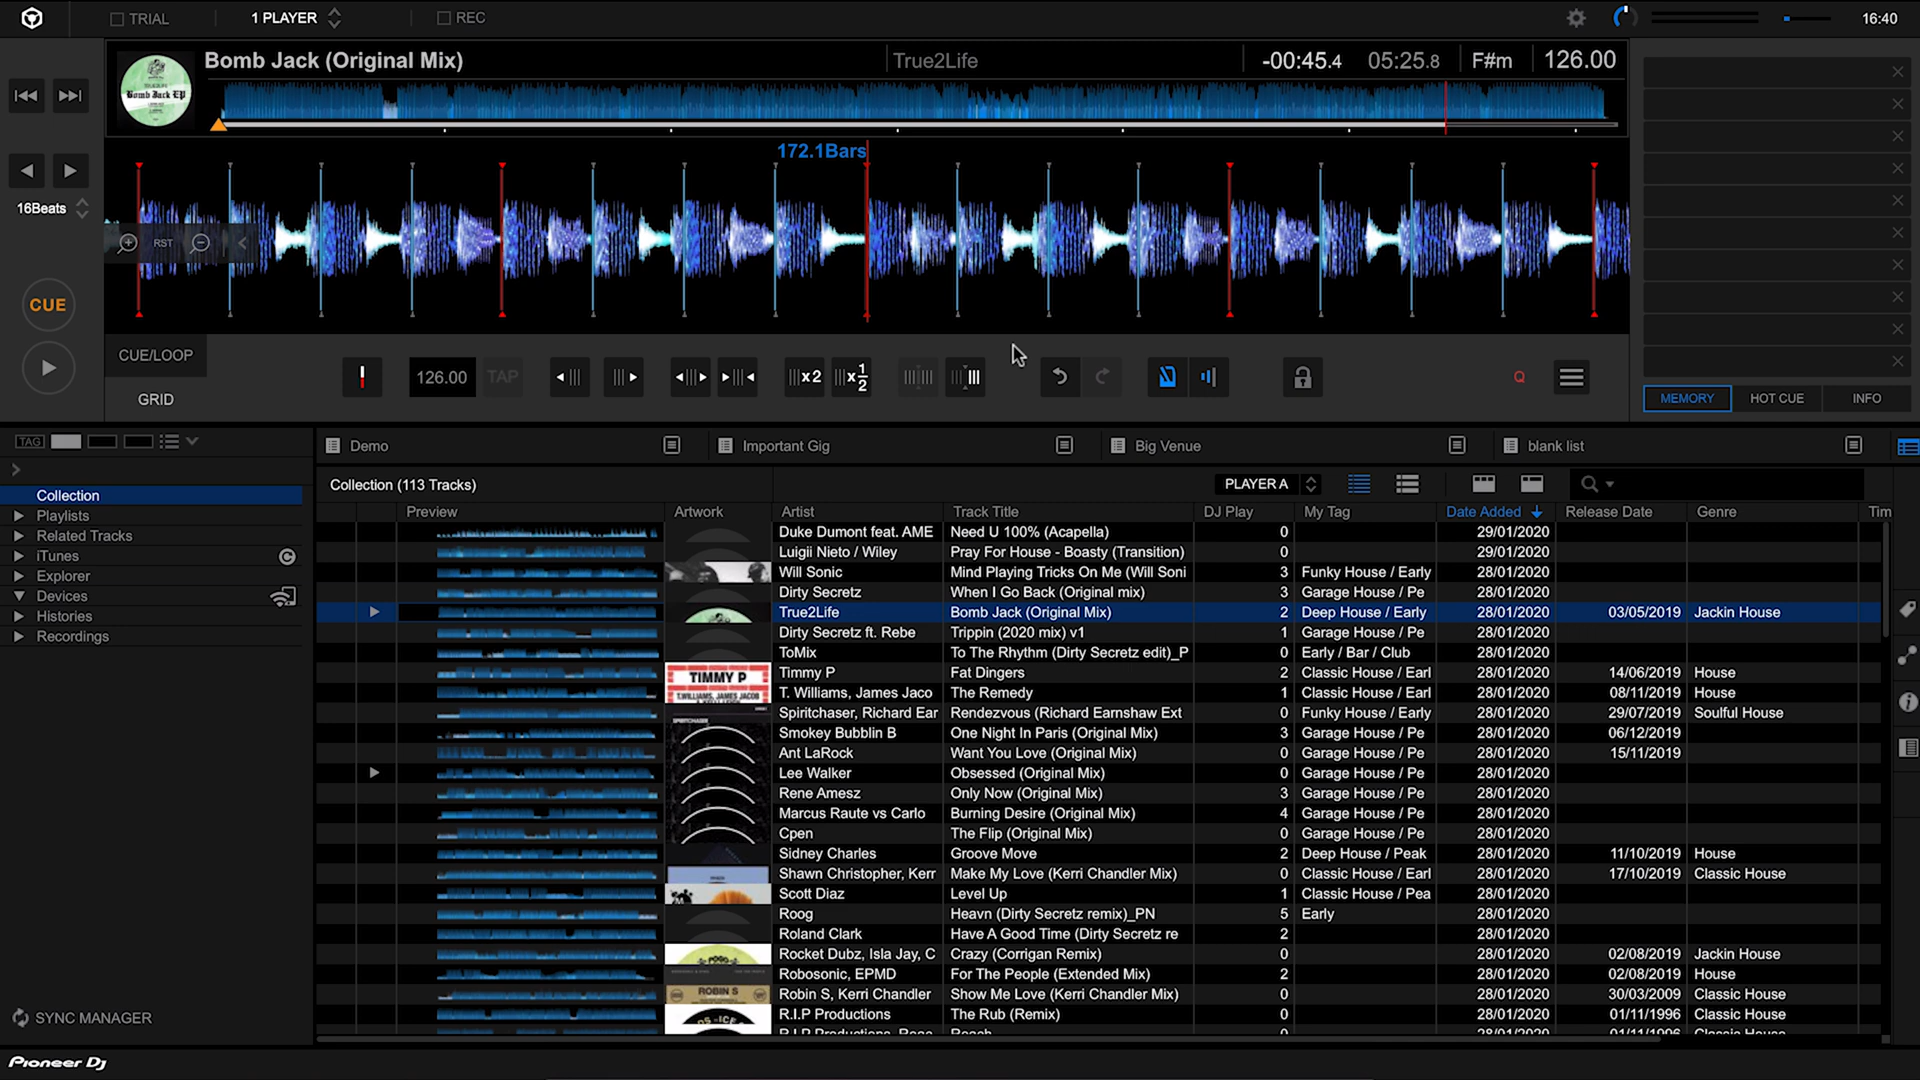 TRIAL
1 PLAYER
REC
16:40
Bomb Jack (Original Mix)
True2Life
-00:45.4
05:25.8
F#m
126.00
TRUE2LIFE
Bomb Jack EP
172.1Bars
16Beats
RST
CUE
CUE/LOOP
GRID
126.00
TAP
x2
x1/2
Q
MEMORY
HOT CUE
INFO
TAG
Demo
Important Gig
Big Venue
blank list
Collection
Playlists
Related Tracks
iTunes
Explorer
Devices
Histories
Recordings
Collection (113 Tracks)
PLAYER A
Preview Artwork Artist Track Title DJ Play My Tag Date Added Release Date Genre Tim
Duke Dumont feat. AME Need U 100% (Acapella) 0 29/01/2020
Luigii Nieto / Wiley Pray For House - Boasty (Transition) 0 29/01/2020
Will Sonic Mind Playing Tricks On Me (Will Soni 3 Funky House / Early 28/01/2020
Dirty Secretz When I Go Back (Original mix) 3 Garage House / Pe 28/01/2020
True2Life Bomb Jack (Original Mix) 2 Deep House / Early 28/01/2020 03/05/2019 Jackin House
Dirty Secretz ft. Rebe Trippin (2020 mix) v1 1 Garage House / Pe 28/01/2020
ToMix To The Rhythm (Dirty Secretz edit)_P 0 Early / Bar / Club 28/01/2020
Timmy P Fat Dingers 2 Classic House / Earl 28/01/2020 14/06/2019 House
T. Williams, James Jaco The Remedy 1 Classic House / Earl 28/01/2020 08/11/2019 House
Spiritchaser, Richard Ear Rendezvous (Richard Earnshaw Ext 0 Funky House / Early 28/01/2020 29/07/2019 Soulful House
Smokey Bubblin B One Night In Paris (Original Mix) 3 Garage House / Pe 28/01/2020 06/12/2019
Ant LaRock Want You Love (Original Mix) 0 Garage House / Pe 28/01/2020 15/11/2019
Lee Walker Obsessed (Original Mix) 3 Garage House / Pe 28/01/2020
Rene Amesz Only Now (Original Mix) 3 Garage House / Pe 28/01/2020
Marcus Raute vs Carlo Burning Desire (Original Mix) 4 Garage House / Pe 28/01/2020
Cpen The Flip (Original Mix) 0 Garage House / Pe 28/01/2020
Sidney Charles Groove Move 2 Deep House / Peak 28/01/2020 11/10/2019 House
Shawn Christopher, Kerr Make My Love (Kerri Chandler Mix) 0 Classic House / Earl 28/01/2020 17/10/2019 Classic House
Scott Diaz Level Up 1 Classic House / Pea 28/01/2020
Roog Heavn (Dirty Secretz remix)_PN 5 Early 28/01/2020
Roland Clark Have A Good Time (Dirty Secretz re 2 28/01/2020
Rocket Dubz, Isla Jay, C Crazy (Corrigan Remix) 0 28/01/2020 02/08/2019 Jackin House
Robosonic, EPMD For The People (Extended Mix) 2 28/01/2020 02/08/2019 House
Robin S, Kerri Chandler Show Me Love (Kerri Chandler Mix) 0 28/01/2020 30/03/2009 Classic House
R.I.P Productions The Rub (Remix) 0 28/01/2020 01/11/1996 Classic House
TIMMY P
T.WILLIAMS, JAMES JACOB
SPIRITCHASER
ROBIN S
SYNC MANAGER
Pioneer Dj